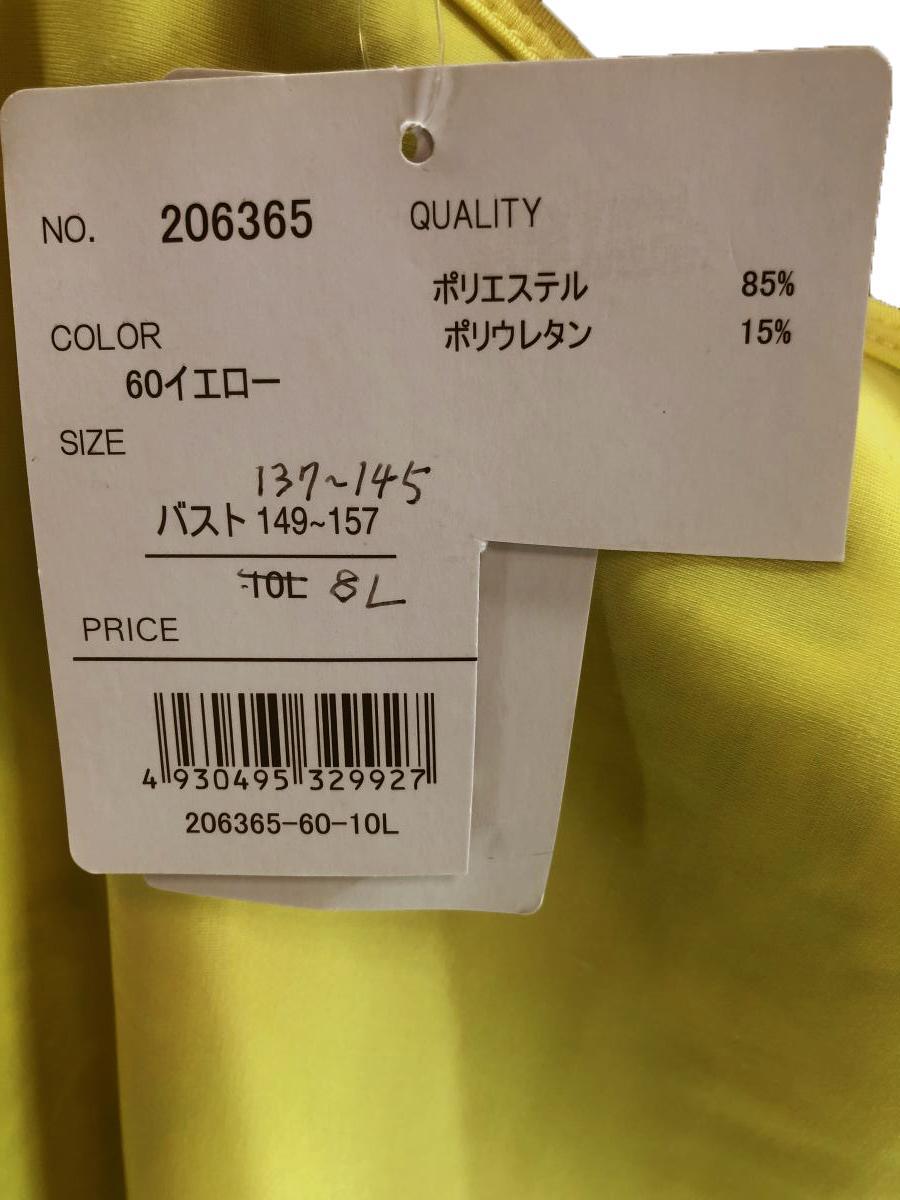 NO. 206365
QUALITY
ポリエステル 85%
ポリウレタン 15%
COLOR
60イエロー
SIZE
137~145
バスト 149~157
10L 8L
PRICE
4 930495 329927
206365-60-10L